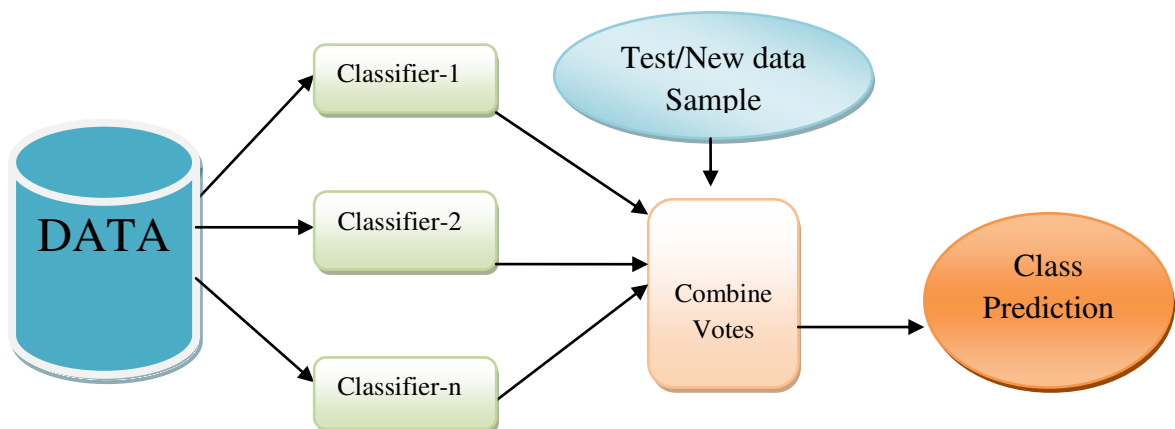 DATA
Classifier-1
Classifier-2
Classifier-n
Test/New data
Sample
Combine
Votes
Class
Prediction